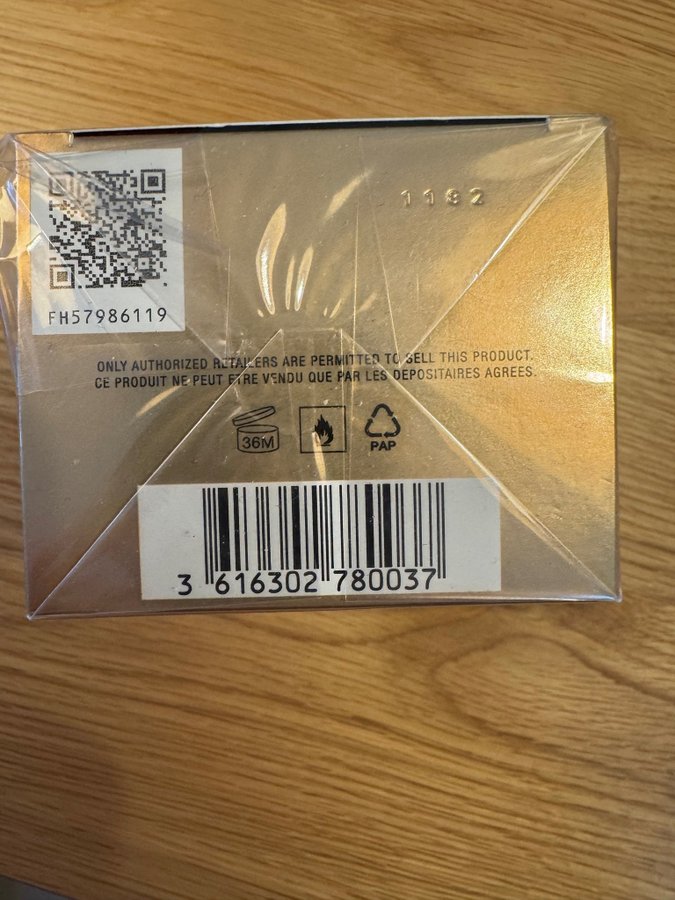 1192
FH57986119
ONLY AUTHORIZED RETAILERS ARE PERMITTED TO SELL THIS PRODUCT.
CE PRODUIT NE PEUT ETRE VENDU QUE PAR LES DEPOSITAIRES AGREES.
36M
PAP
3 616302 780037